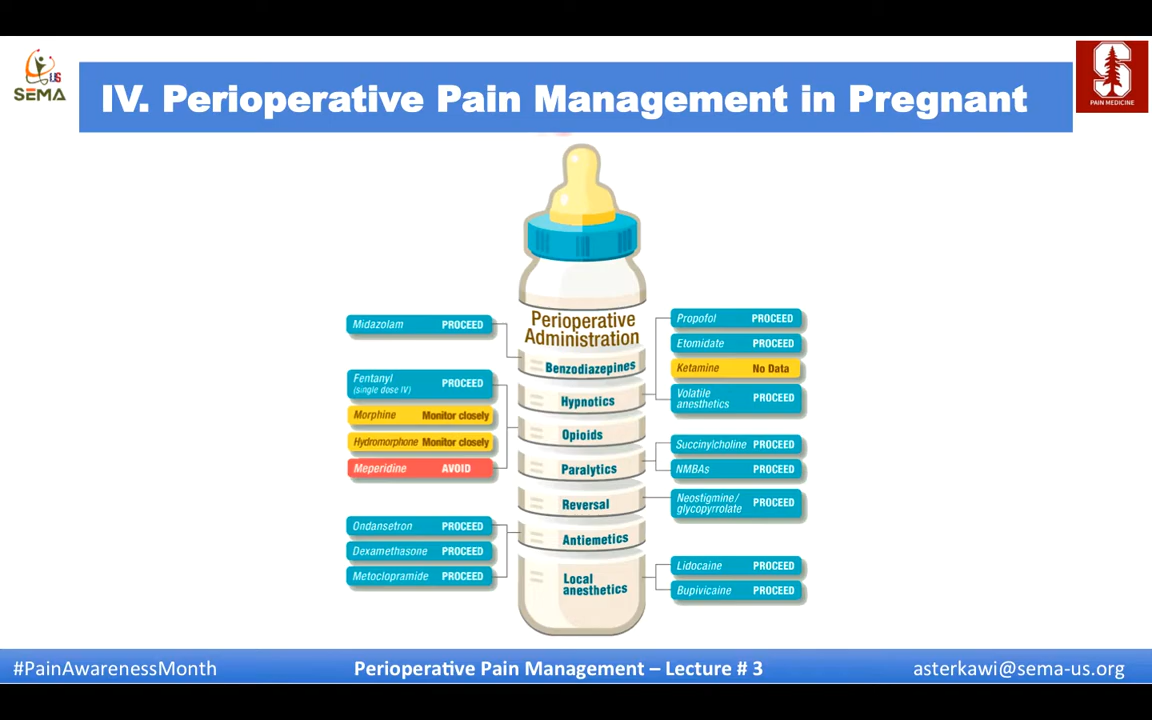 US
SEMA
IV. Perioperative Pain Management in Pregnant
S
PAIN MEDICINE
Perioperative
Administration
Benzodiazepines
Hypnotics
Opioids
Paralytics
Reversal
Antiemetics
Local
anesthetics
Midazolam PROCEED
Fentanyl
(single dose IV) PROCEED
Morphine Monitor closely
Hydromorphone Monitor closely
Meperidine AVOID
Ondansetron PROCEED
Dexamethasone PROCEED
Metoclopramide PROCEED
Propofol PROCEED
Etomidate PROCEED
Ketamine No Data
Volatile
anesthetics PROCEED
Succinylcholine PROCEED
NMBAs PROCEED
Neostigmine/
glycopyrrolate PROCEED
Lidocaine PROCEED
Bupivicaine PROCEED
#PainAwarenessMonth
Perioperative Pain Management – Lecture # 3
asterkawi@sema-us.org